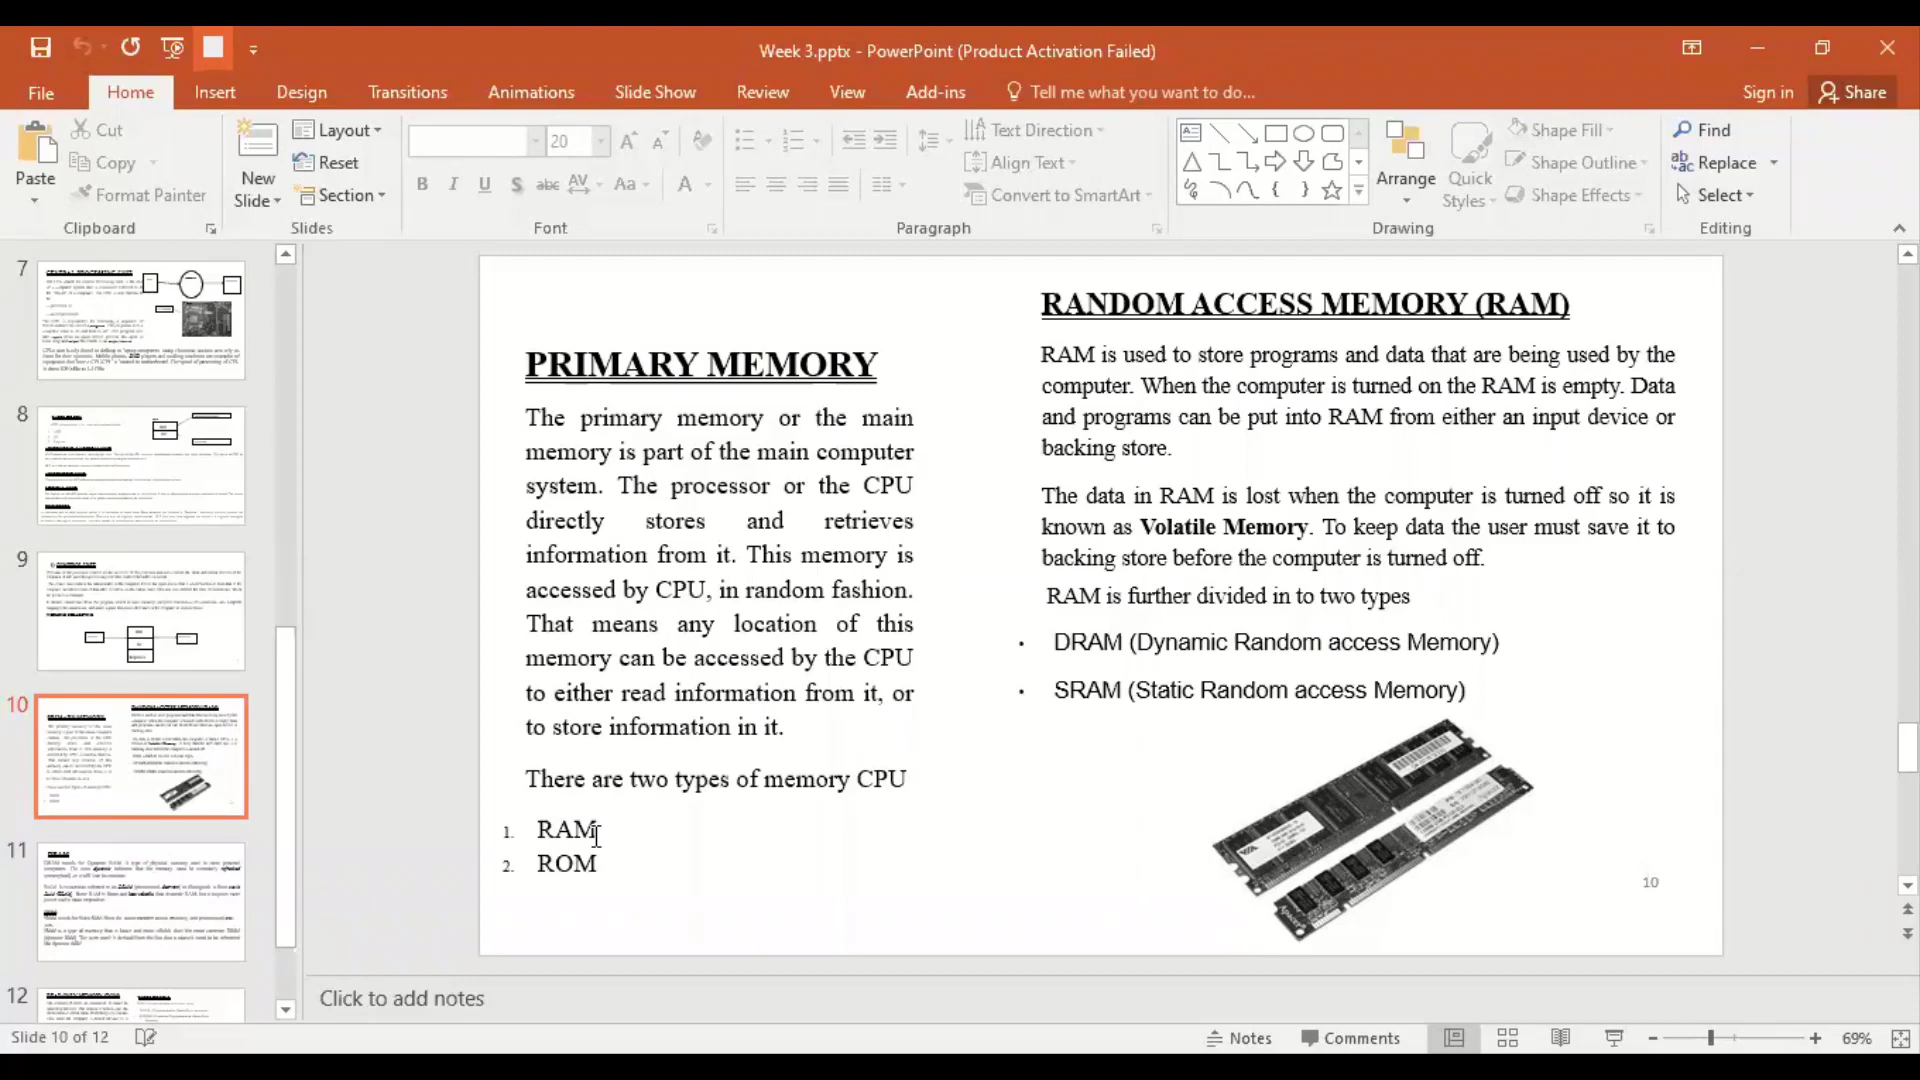 Week 3.pptx - PowerPoint (Product Activation Failed)
File
Home
Insert
Design
Transitions
Animations
Slide Show
Review
View
Add-ins
Tell me what you want to do...
Sign in
Share
Paste
Cut
Copy
Format Painter
Clipboard
New Slide
Layout
Reset
Section
Slides
20
B I U S abc AV Aa A
Font
Text Direction
Align Text
Convert to SmartArt
Paragraph
Arrange
Quick Styles
Shape Fill
Shape Outline
Shape Effects
Drawing
Find
Replace
Select
Editing
7
8
9
10
11
12
PRIMARY MEMORY
The primary memory or the main
memory is part of the main computer
system. The processor or the CPU
directly stores and retrieves
information from it. This memory is
accessed by CPU, in random fashion.
That means any location of this
memory can be accessed by the CPU
to either read information from it, or
to store information in it.
There are two types of memory CPU
1. RAM
2. ROM
RANDOM ACCESS MEMORY (RAM)
RAM is used to store programs and data that are being used by the
computer. When the computer is turned on the RAM is empty. Data
and programs can be put into RAM from either an input device or
backing store.
The data in RAM is lost when the computer is turned off so it is
known as Volatile Memory. To keep data the user must save it to
backing store before the computer is turned off.
RAM is further divided in to two types
• DRAM (Dynamic Random access Memory)
• SRAM (Static Random access Memory)
10
Click to add notes
Slide 10 of 12
Notes
Comments
69%